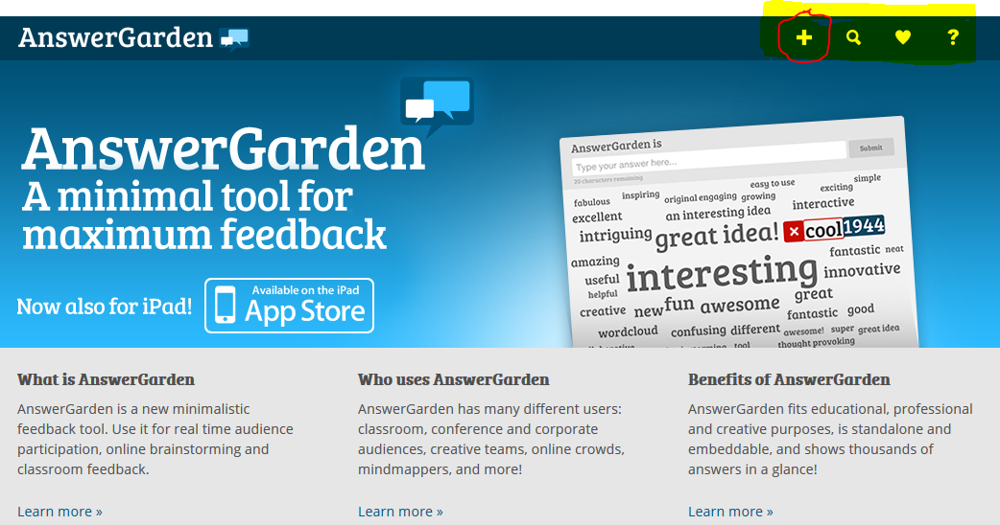 AnswerGarden
AnswerGarden
A minimal tool for
maximum feedback
Now also for iPad!
Available on the iPad
App Store
AnswerGarden is
Type your answer here...
Submit
20 characters remaining
easy to use
exciting
simple
fabulous
inspiring
original
engaging
growing
excellent
an interesting idea
interactive
intriguing
great idea!
cool
1944
amazing
fantastic
neat
useful
interesting
innovative
helpful
creative
new
fun
awesome
great
fantastic
good
wordcloud
confusing
different
awesome!
super
great idea
tool
thought provoking
What is AnswerGarden
AnswerGarden is a new minimalistic
feedback tool. Use it for real time audience
participation, online brainstorming and
classroom feedback.
Learn more »
Who uses AnswerGarden
AnswerGarden has many different users:
classroom, conference and corporate
audiences, creative teams, online crowds,
mindmappers, and more!
Learn more »
Benefits of AnswerGarden
AnswerGarden fits educational, professional
and creative purposes, is standalone and
embeddable, and shows thousands of
answers in a glance!
Learn more »